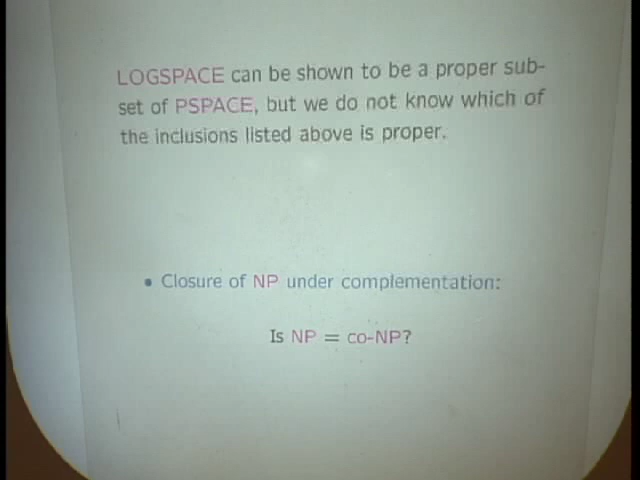 LOGSPACE can be shown to be a proper sub-
set of PSPACE, but we do not know which of
the inclusions listed above is proper.
• Closure of NP under complementation:
Is NP = co-NP?